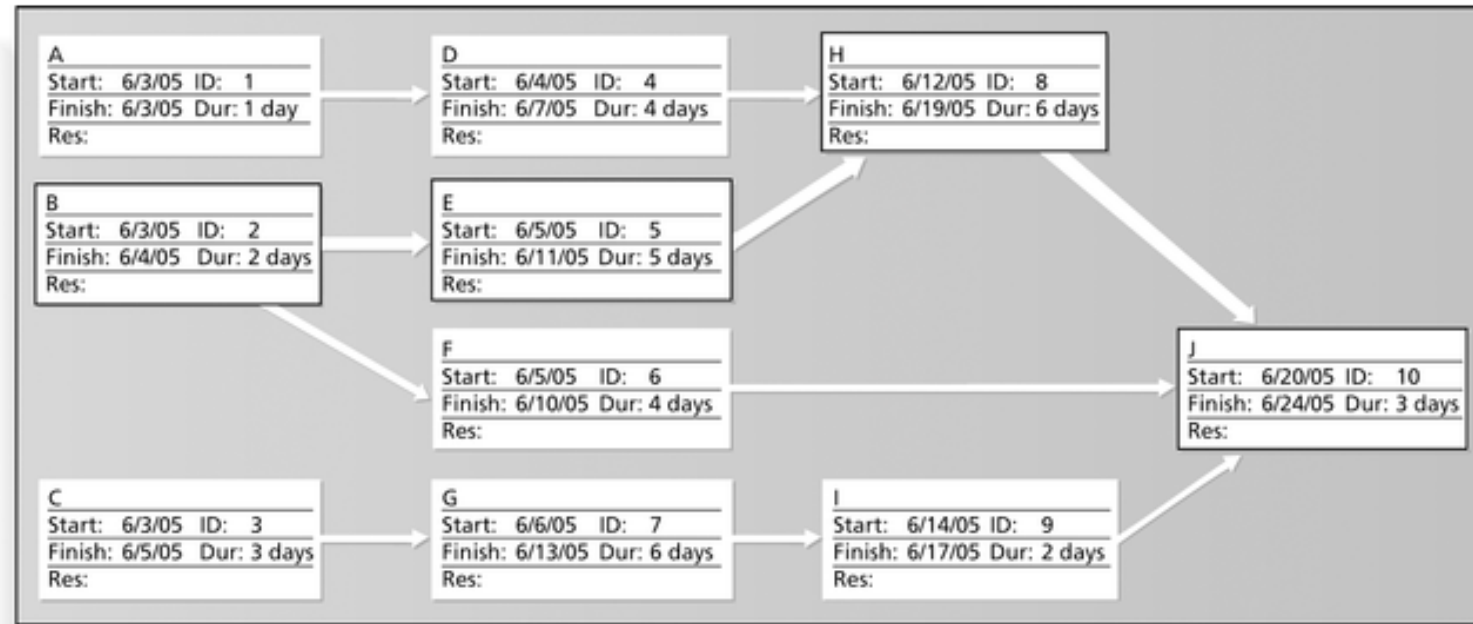 A
Start: 6/3/05 ID: 1
Finish: 6/3/05 Dur: 1 day
Res:
D
Start: 6/4/05 ID: 4
Finish: 6/7/05 Dur: 4 days
Res:
H
Start: 6/12/05 ID: 8
Finish: 6/19/05 Dur: 6 days
Res:
B
Start: 6/3/05 ID: 2
Finish: 6/4/05 Dur: 2 days
Res:
E
Start: 6/5/05 ID: 5
Finish: 6/11/05 Dur: 5 days
Res:
F
Start: 6/5/05 ID: 6
Finish: 6/10/05 Dur: 4 days
Res:
J
Start: 6/20/05 ID: 10
Finish: 6/24/05 Dur: 3 days
Res:
C
Start: 6/3/05 ID: 3
Finish: 6/5/05 Dur: 3 days
Res:
G
Start: 6/6/05 ID: 7
Finish: 6/13/05 Dur: 6 days
Res:
I
Start: 6/14/05 ID: 9
Finish: 6/17/05 Dur: 2 days
Res: